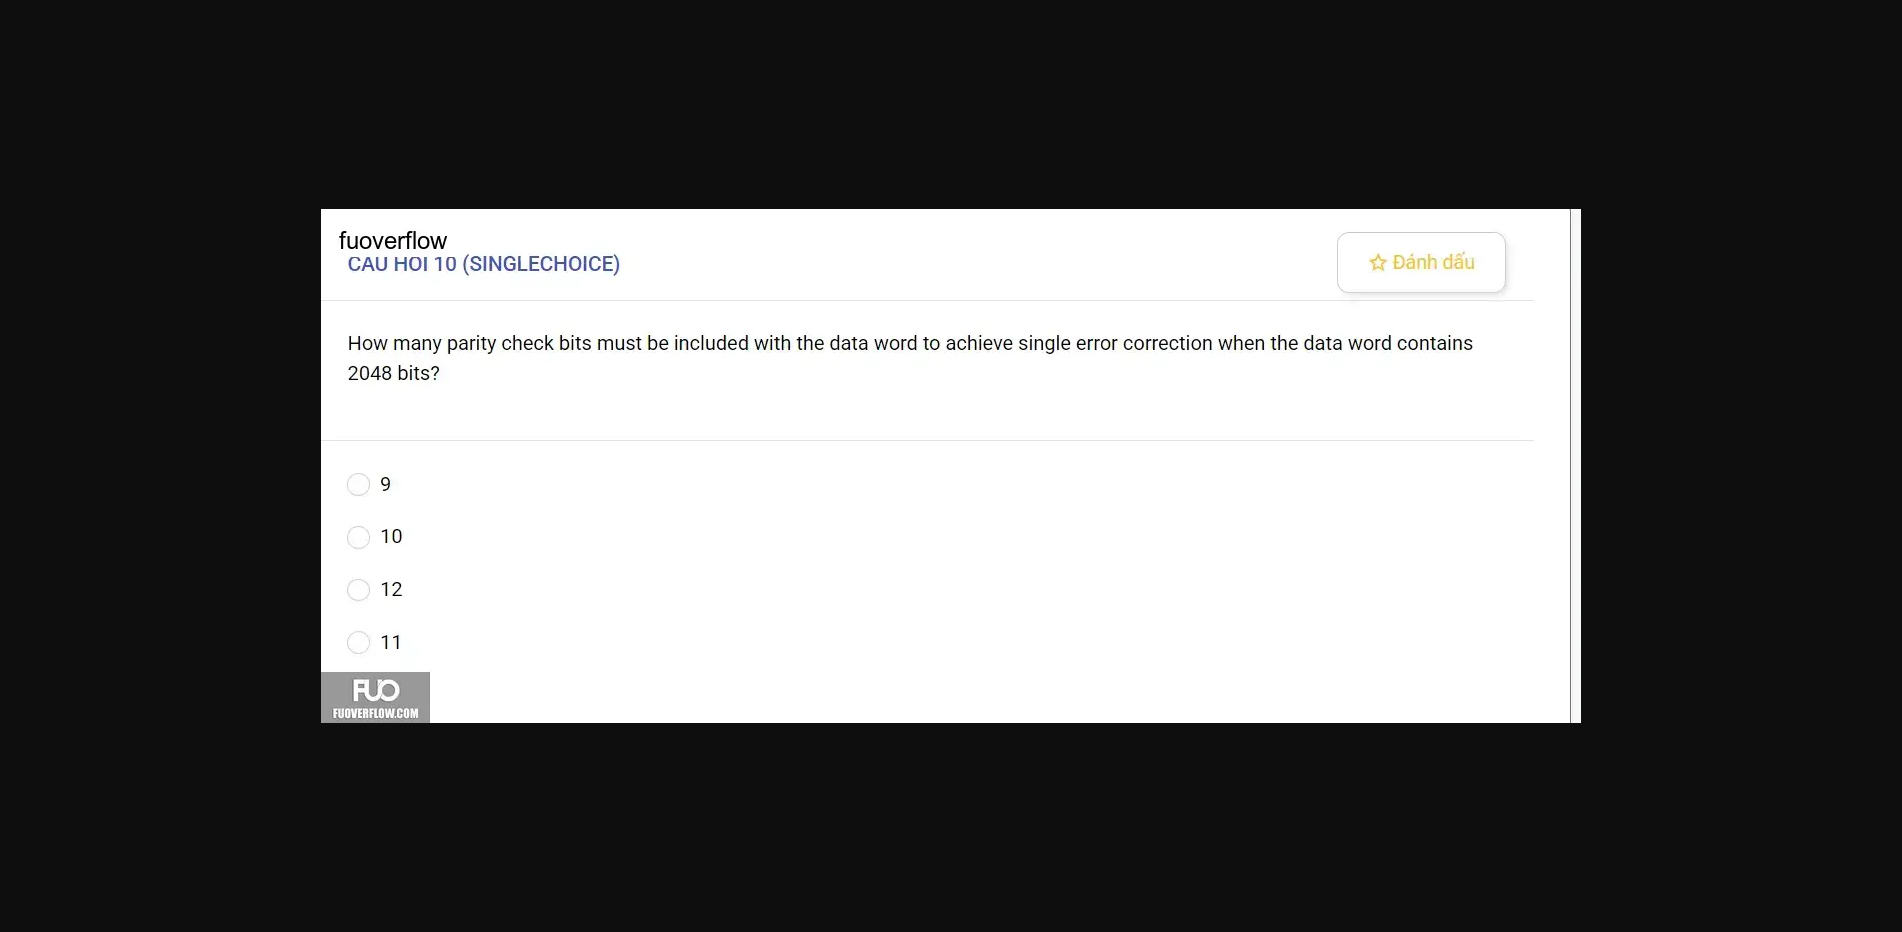 fuoverflow
CAU HOI 10 (SINGLECHOICE)
Đánh dấu
How many parity check bits must be included with the data word to achieve single error correction when the data word contains
2048 bits?
9
10
12
11
FUO
FUOVERFLOW.COM